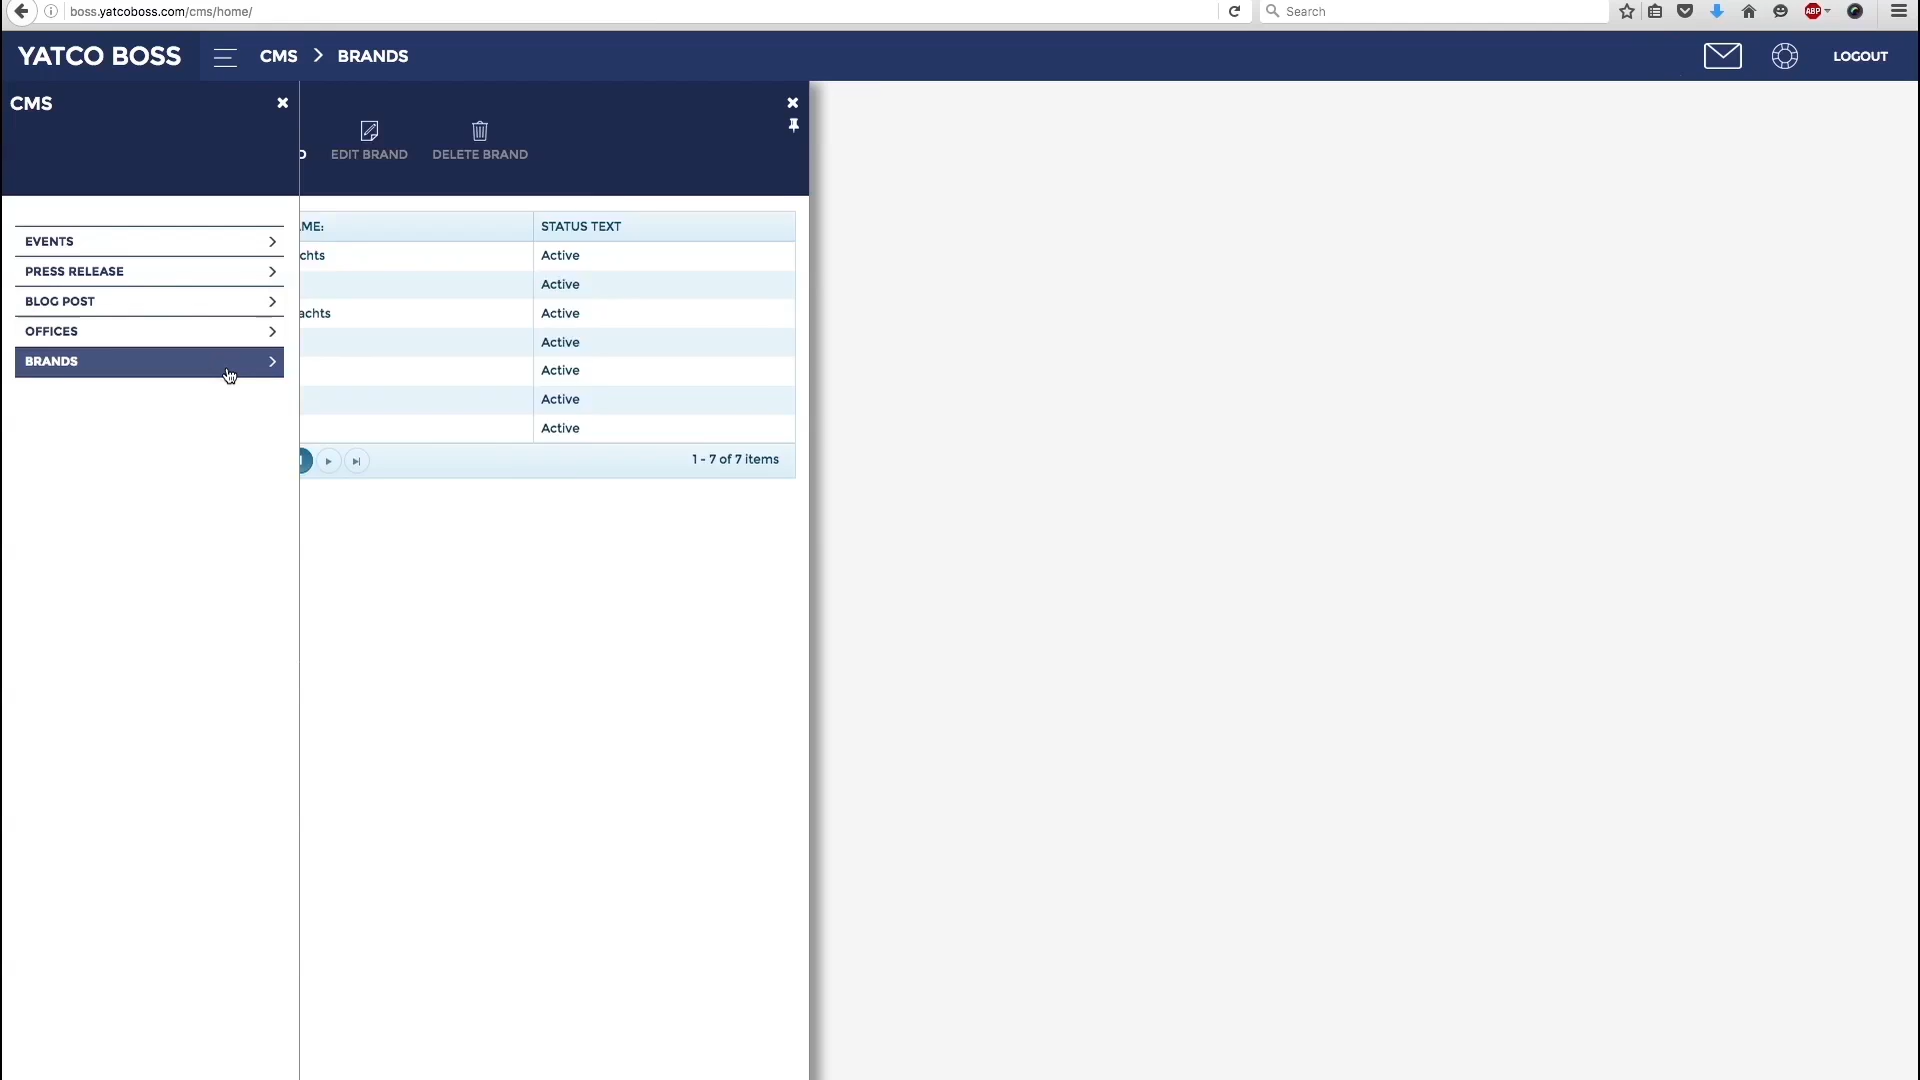 boss.yatcoboss.com/cms/home/
Search
ABP
YATCO BOSS
CMS > BRANDS
LOGOUT
CMS
EDIT BRAND
DELETE BRAND
EVENTS
PRESS RELEASE
BLOG POST
OFFICES
BRANDS
AME:
STATUS TEXT
chts
Active
Active
achts
Active
Active
Active
Active
Active
1 - 7 of 7 items